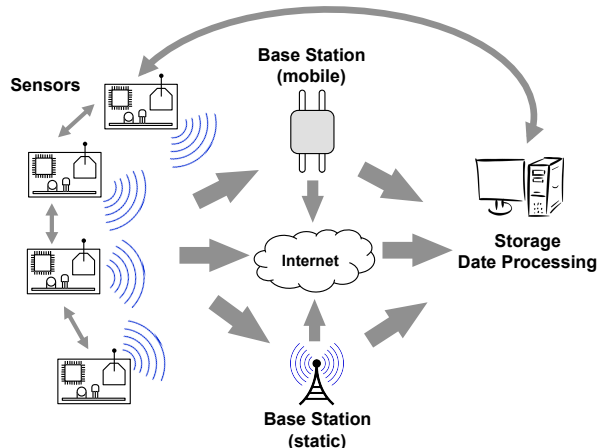 Sensors
Base Station
(mobile)
Internet
Storage
Date Processing
Base Station
(static)